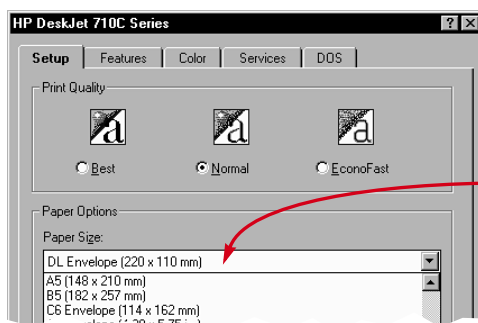 HP DeskJet 710C Series
Setup Features Color Services DOS
Print Quality
Best Normal EconoFast
Paper Options
Paper Size:
DL Envelope (220 x 110 mm)
A5 (148 x 210 mm)
B5 (182 x 257 mm)
C6 Envelope (114 x 162 mm)